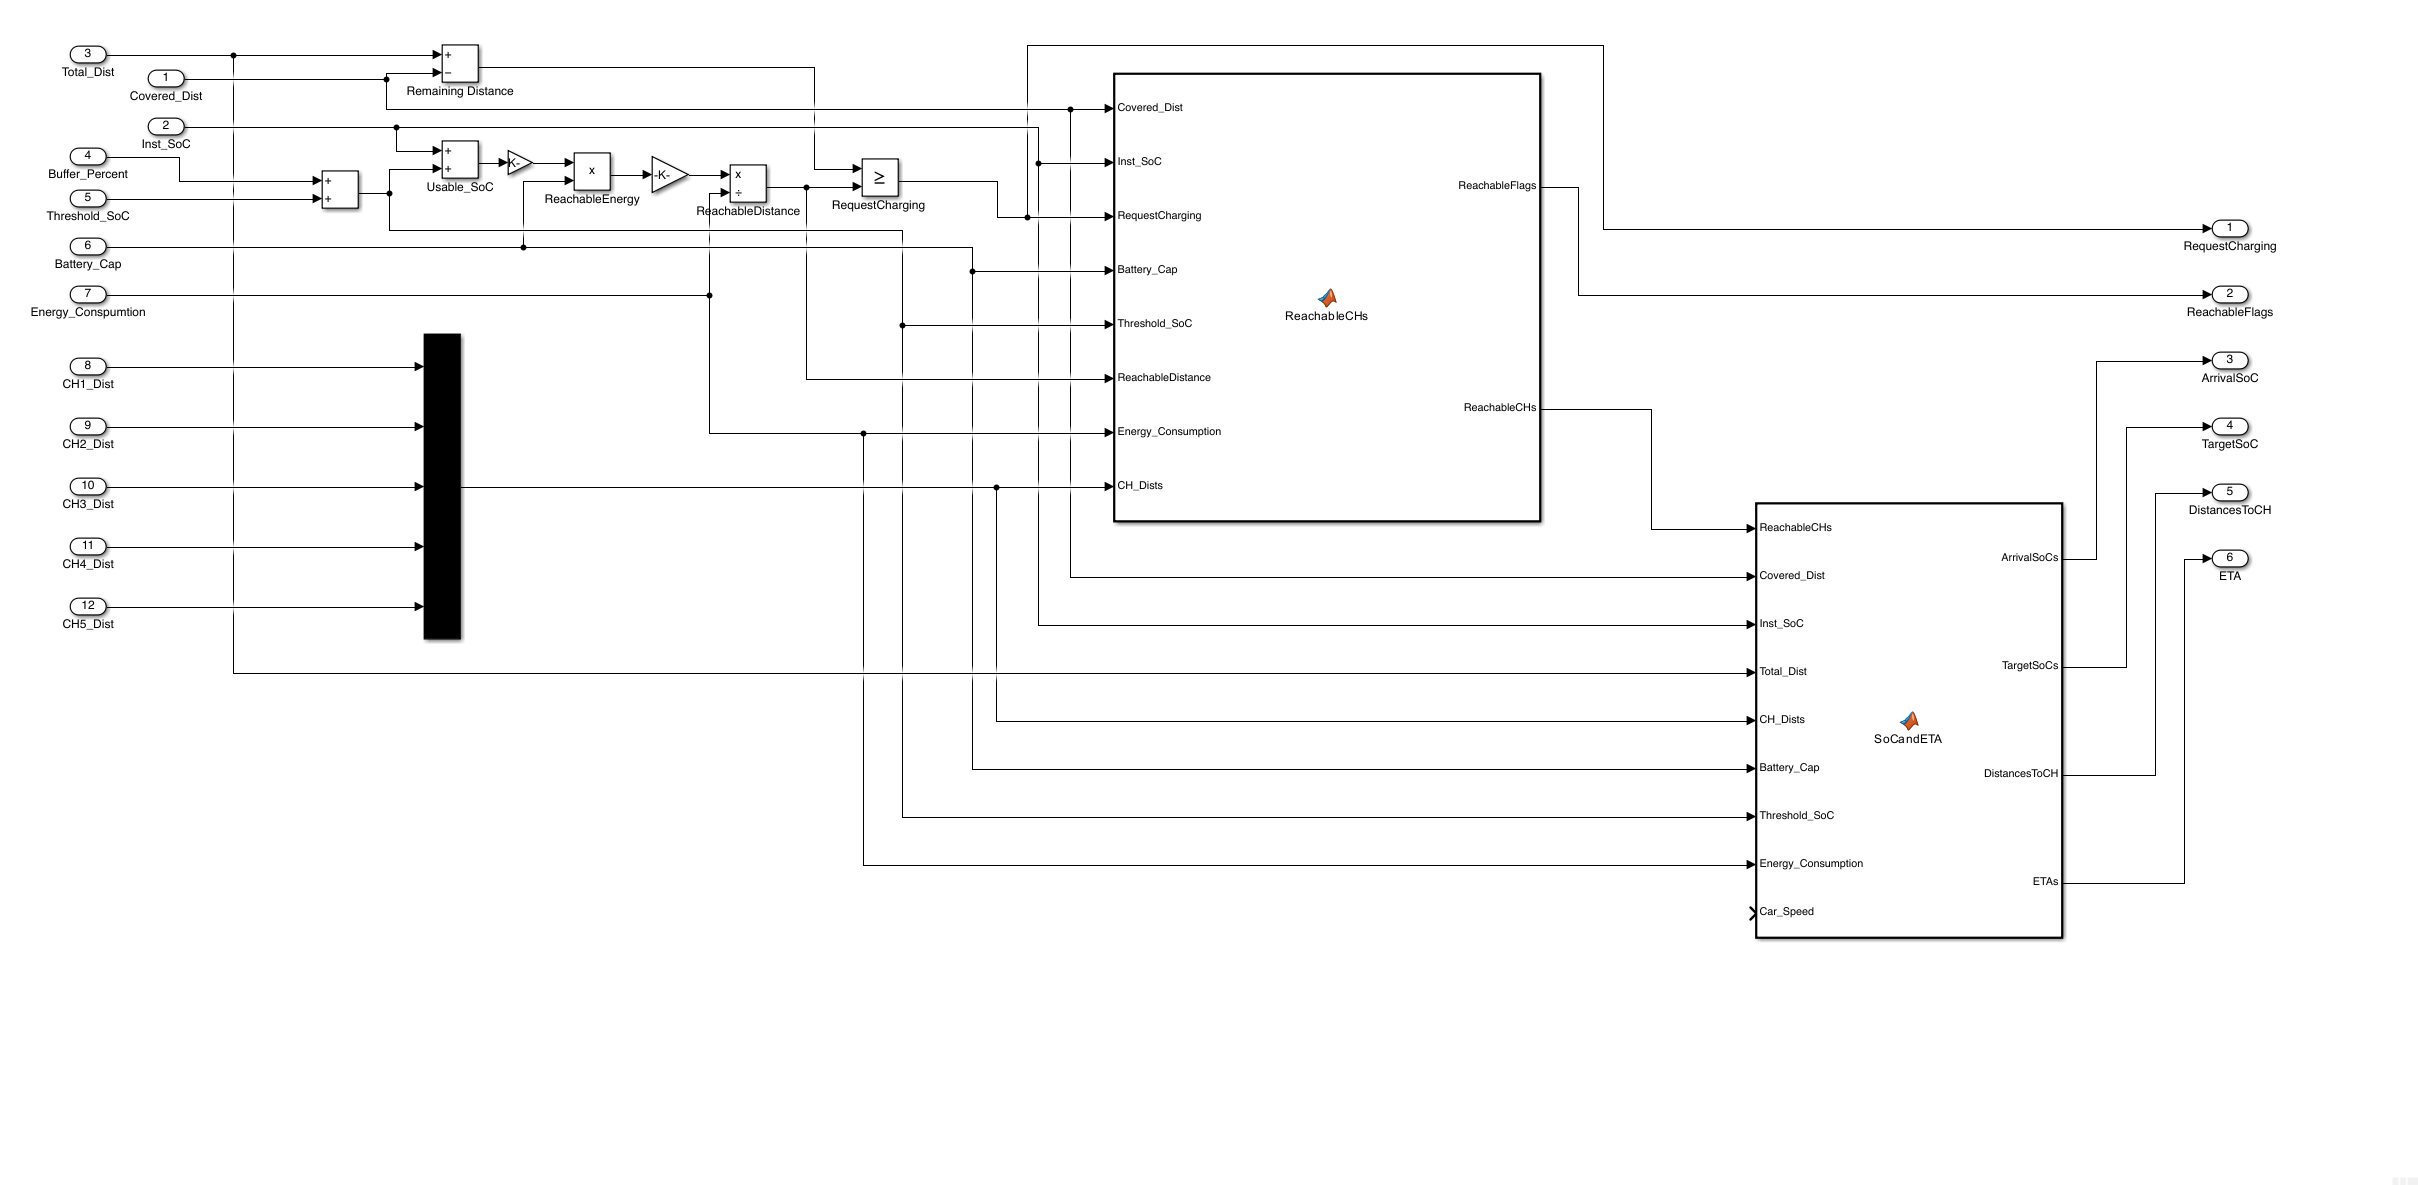 3
Total_Dist
1
Covered_Dist
2
Inst_SoC
4
Buffer_Percent
5
Threshold_SoC
6
Battery_Cap
7
Energy_Conspumtion
8
CH1_Dist
9
CH2_Dist
10
CH3_Dist
11
CH4_Dist
12
CH5_Dist
+
−
Remaining Distance
+
+
+
+
Usable_SoC
K-
x
ReachableEnergy
-K-
x
÷
ReachableDistance
≥
RequestCharging
Covered_Dist
Inst_SoC
RequestCharging
Battery_Cap
Threshold_SoC
ReachableDistance
Energy_Consumption
CH_Dists
ReachableCHs
ReachableFlags
ReachableCHs
ReachableCHs
Covered_Dist
Inst_SoC
Total_Dist
CH_Dists
Battery_Cap
Threshold_SoC
Energy_Consumption
Car_Speed
SoCandETA
ArrivalSoCs
TargetSoCs
DistancesToCH
ETAs
1
RequestCharging
2
ReachableFlags
3
ArrivalSoC
4
TargetSoC
5
DistancesToCH
6
ETA